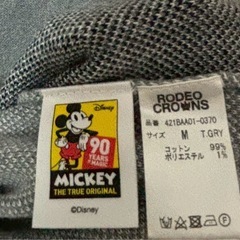 Disney
90
YEARS
OF MAGIC
MICKEY
THE TRUE ORIGINAL
©Disney
RODEO
CROWNS
品番 421BAA01-0370
サイズ M T.GRY
コットン 99%
ポリエステル 1%